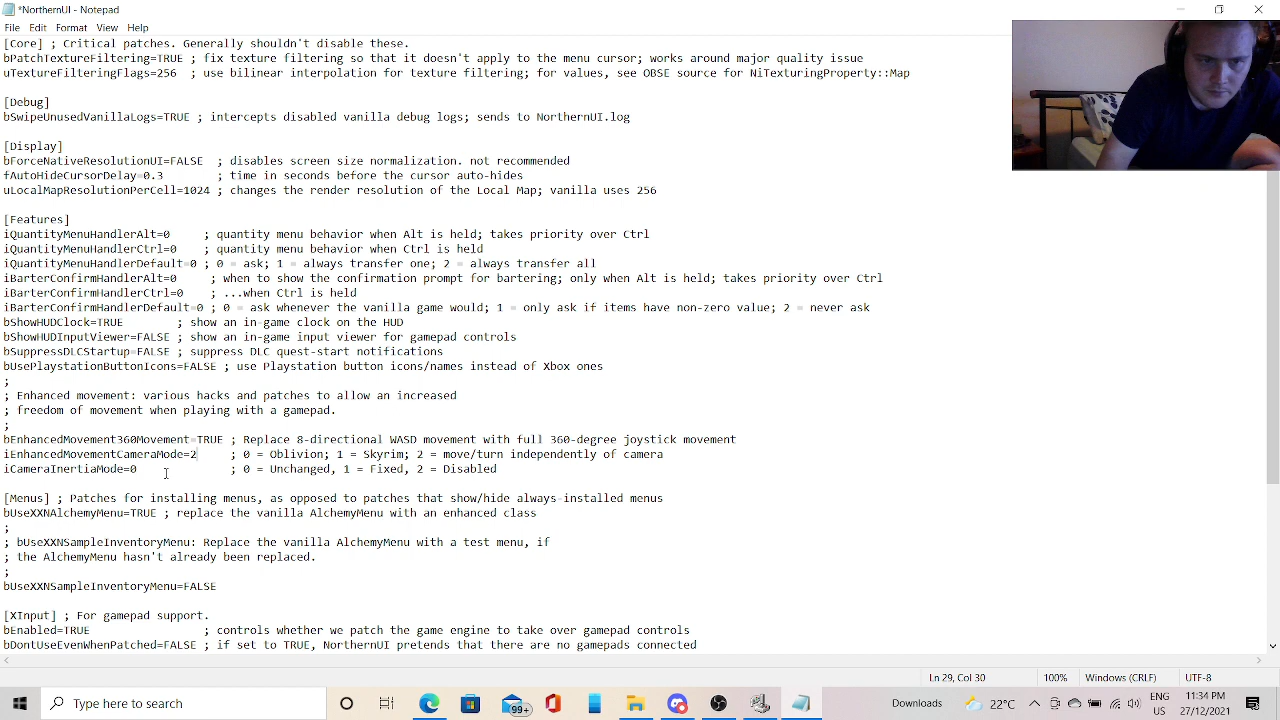 *NorthernUI - Notepad
File Edit Format View Help
[Core] ; Critical patches. Generally shouldn't disable these.
bPatchTextureFiltering=TRUE ; fix texture filtering so that it doesn't apply to the menu cursor; works around major quality issue
uTextureFilteringFlags=256  ; use bilinear interpolation for texture filtering; for values, see OBSE source for NiTexturingProperty::Map
[Debug]
bSwipeUnusedVanillaLogs=TRUE ; intercepts disabled vanilla debug logs; sends to NorthernUI.log
[Display]
bForceNativeResolutionUI=FALSE  ; disables screen size normalization. not recommended
fAutoHideCursorDelay=0.3        ; time in seconds before the cursor auto-hides
uLocalMapResolutionPerCell=1024 ; changes the render resolution of the Local Map; vanilla uses 256
[Features]
iQuantityMenuHandlerAlt=0     ; quantity menu behavior when Alt is held; takes priority over Ctrl
iQuantityMenuHandlerCtrl=0    ; quantity menu behavior when Ctrl is held
iQuantityMenuHandlerDefault=0 ; 0 = ask; 1 = always transfer one; 2 = always transfer all
iBarterConfirmHandlerAlt=0     ; when to show the confirmation prompt for bartering; only when Alt is held; takes priority over Ctrl
iBarterConfirmHandlerCtrl=0    ; ...when Ctrl is held
iBarterConfirmHandlerDefault=0 ; 0 = ask whenever the vanilla game would; 1 = only ask if items have non-zero value; 2 = never ask
bShowHUDClock=TRUE        ; show an in-game clock on the HUD
bShowHUDInputViewer=FALSE ; show an in-game input viewer for gamepad controls
bSuppressDLCStartup=FALSE ; suppress DLC quest-start notifications
bUsePlaystationButtonIcons=FALSE ; use Playstation button icons/names instead of Xbox ones
;
; Enhanced movement: various hacks and patches to allow an increased
; freedom of movement when playing with a gamepad.
;
bEnhancedMovement360Movement=TRUE ; Replace 8-directional WASD movement with full 360-degree joystick movement
iEnhancedMovementCameraMode=2     ; 0 = Oblivion; 1 = Skyrim; 2 = move/turn independently of camera
iCameraInertiaMode=0              ; 0 = Unchanged, 1 = Fixed, 2 = Disabled
[Menus] ; Patches for installing menus, as opposed to patches that show/hide always-installed menus
bUseXXNAlchemyMenu=TRUE ; replace the vanilla AlchemyMenu with an enhanced class
;
; bUseXXNSampleInventoryMenu: Replace the vanilla AlchemyMenu with a test menu, if
; the AlchemyMenu hasn't already been replaced.
;
bUseXXNSampleInventoryMenu=FALSE
[XInput] ; For gamepad support.
bEnabled=TRUE                 ; controls whether we patch the game engine to take over gamepad controls
bDontUseEvenWhenPatched=FALSE ; if set to TRUE, NorthernUI pretends that there are no gamepads connected
Ln 29, Col 30 100% Windows (CRLF) UTF-8
Type here to search 99+ Downloads 22°C ENG US 11:34 PM 27/12/2021